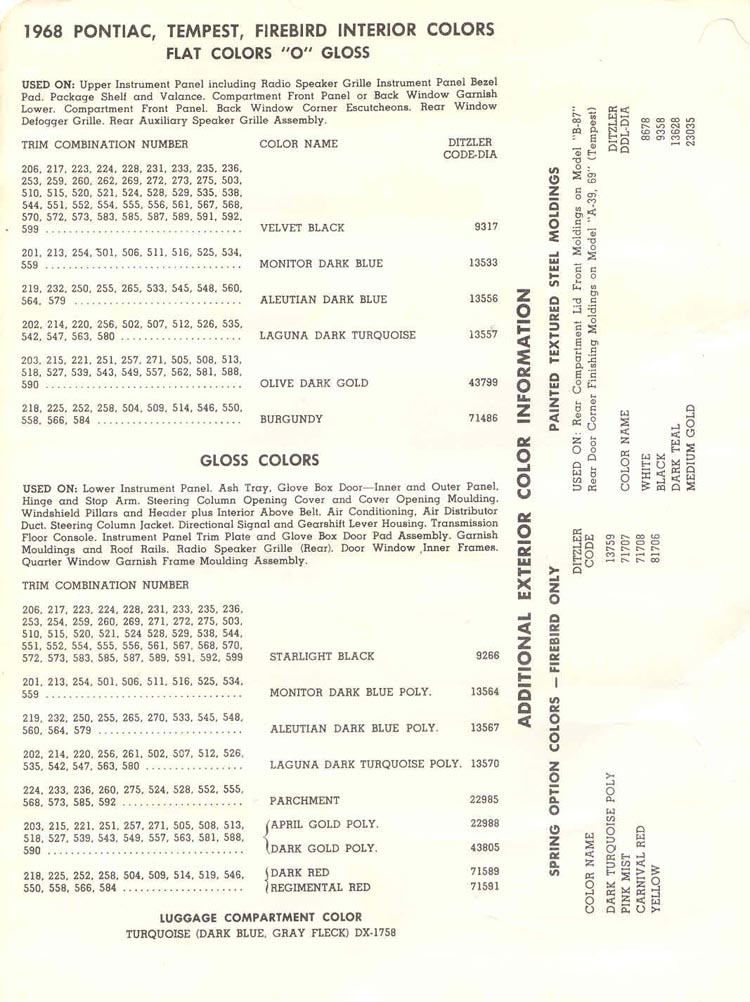 1968 PONTIAC, TEMPEST, FIREBIRD INTERIOR COLORS
FLAT COLORS "O" GLOSS
USED ON: Upper Instrument Panel including Radio Speaker Grille Instrument Panel Bezel
Pad. Package Shelf and Valance. Compartment Front Panel or Back Window Garnish
Lower. Compartment Front Panel. Back Window Corner Escutcheons. Rear Window
Defogger Grille. Rear Auxiliary Speaker Grille Assembly.
TRIM COMBINATION NUMBER COLOR NAME DITZLER
CODE-DIA
206, 217, 223, 224, 228, 231, 233, 235, 236,
253, 259, 260, 262, 269, 272, 273, 275, 503,
510, 515, 520, 521, 524, 528, 529, 535, 538,
544, 551, 552, 554, 555, 556, 561, 567, 568,
570, 572, 573, 583, 585, 587, 589, 591, 592,
599 ................................. VELVET BLACK 9317
201, 213, 254, 501, 506, 511, 516, 525, 534,
559 ................................. MONITOR DARK BLUE 13533
219, 232, 250, 255, 265, 533, 545, 548, 560,
564, 579 ............................ ALEUTIAN DARK BLUE 13556
202, 214, 220, 256, 502, 507, 512, 526, 535,
542, 547, 563, 580 .................... LAGUNA DARK TURQUOISE 13557
203, 215, 221, 251, 257, 271, 505, 508, 513,
518, 527, 539, 543, 549, 557, 562, 581, 588,
590 ................................. OLIVE DARK GOLD 43799
218, 225, 252, 258, 504, 509, 514, 546, 550,
558, 566, 584 ......................... BURGUNDY 71486
GLOSS COLORS
USED ON: Lower Instrument Panel. Ash Tray, Glove Box Door—Inner and Outer Panel,
Hinge and Stop Arm. Steering Column Opening Cover and Cover Opening Moulding.
Windshield Pillars and Header plus Interior Above Belt. Air Conditioning, Air Distributor
Duct. Steering Column Jacket. Directional Signal and Gearshift Lever Housing. Transmission
Floor Console. Instrument Panel Trim Plate and Glove Box Door Pad Assembly. Garnish
Mouldings and Roof Rails. Radio Speaker Grille (Rear). Door Window Inner Frames.
Quarter Window Garnish Frame Moulding Assembly.
TRIM COMBINATION NUMBER
206, 217, 223, 224, 228, 231, 233, 235, 236,
253, 254, 259, 260, 269, 271, 272, 275, 503,
510, 515, 520, 521, 524 528, 529, 538, 544,
551, 552, 554, 555, 556, 561, 567, 568, 570,
572, 573, 583, 585, 587, 589, 591, 592, 599 STARLIGHT BLACK 9266
201, 213, 254, 501, 506, 511, 516, 525, 534,
559 ................................. MONITOR DARK BLUE POLY. 13564
219, 232, 250, 255, 265, 270, 533, 545, 548,
560, 564, 579 ........................ ALEUTIAN DARK BLUE POLY. 13567
202, 214, 220, 256, 261, 502, 507, 512, 526,
535, 542, 547, 563, 580 ................ LAGUNA DARK TURQUOISE POLY. 13570
224, 233, 236, 260, 275, 524, 528, 552, 555,
568, 573, 585, 592 .................... PARCHMENT 22985
203, 215, 221, 251, 257, 271, 505, 508, 513, APRIL GOLD POLY. 22988
518, 527, 539, 543, 549, 557, 563, 581, 588,
590 ................................. DARK GOLD POLY. 43805
218, 225, 252, 258, 504, 509, 514, 519, 546, DARK RED 71589
550, 558, 566, 584 .................... REGIMENTAL RED 71591
LUGGAGE COMPARTMENT COLOR
TURQUOISE (DARK BLUE, GRAY FLECK) DX-1758
ADDITIONAL EXTERIOR COLOR INFORMATION
SPRING OPTION COLORS — FIREBIRD ONLY
COLOR NAME DITZLER
CODE
DARK TURQUOISE POLY 13759
PINK MIST 71707
CARNIVAL RED 71708
YELLOW 81706
PAINTED TEXTURED STEEL MOLDINGS
USED ON: Rear Compartment Lid Front Moldings on Model "B-87"
Rear Door Corner Finishing Moldings on Model "A-39, 69" (Tempest)
COLOR NAME DITZLER
DDL-DIA
WHITE 8678
BLACK 9358
DARK TEAL 13628
MEDIUM GOLD 23035